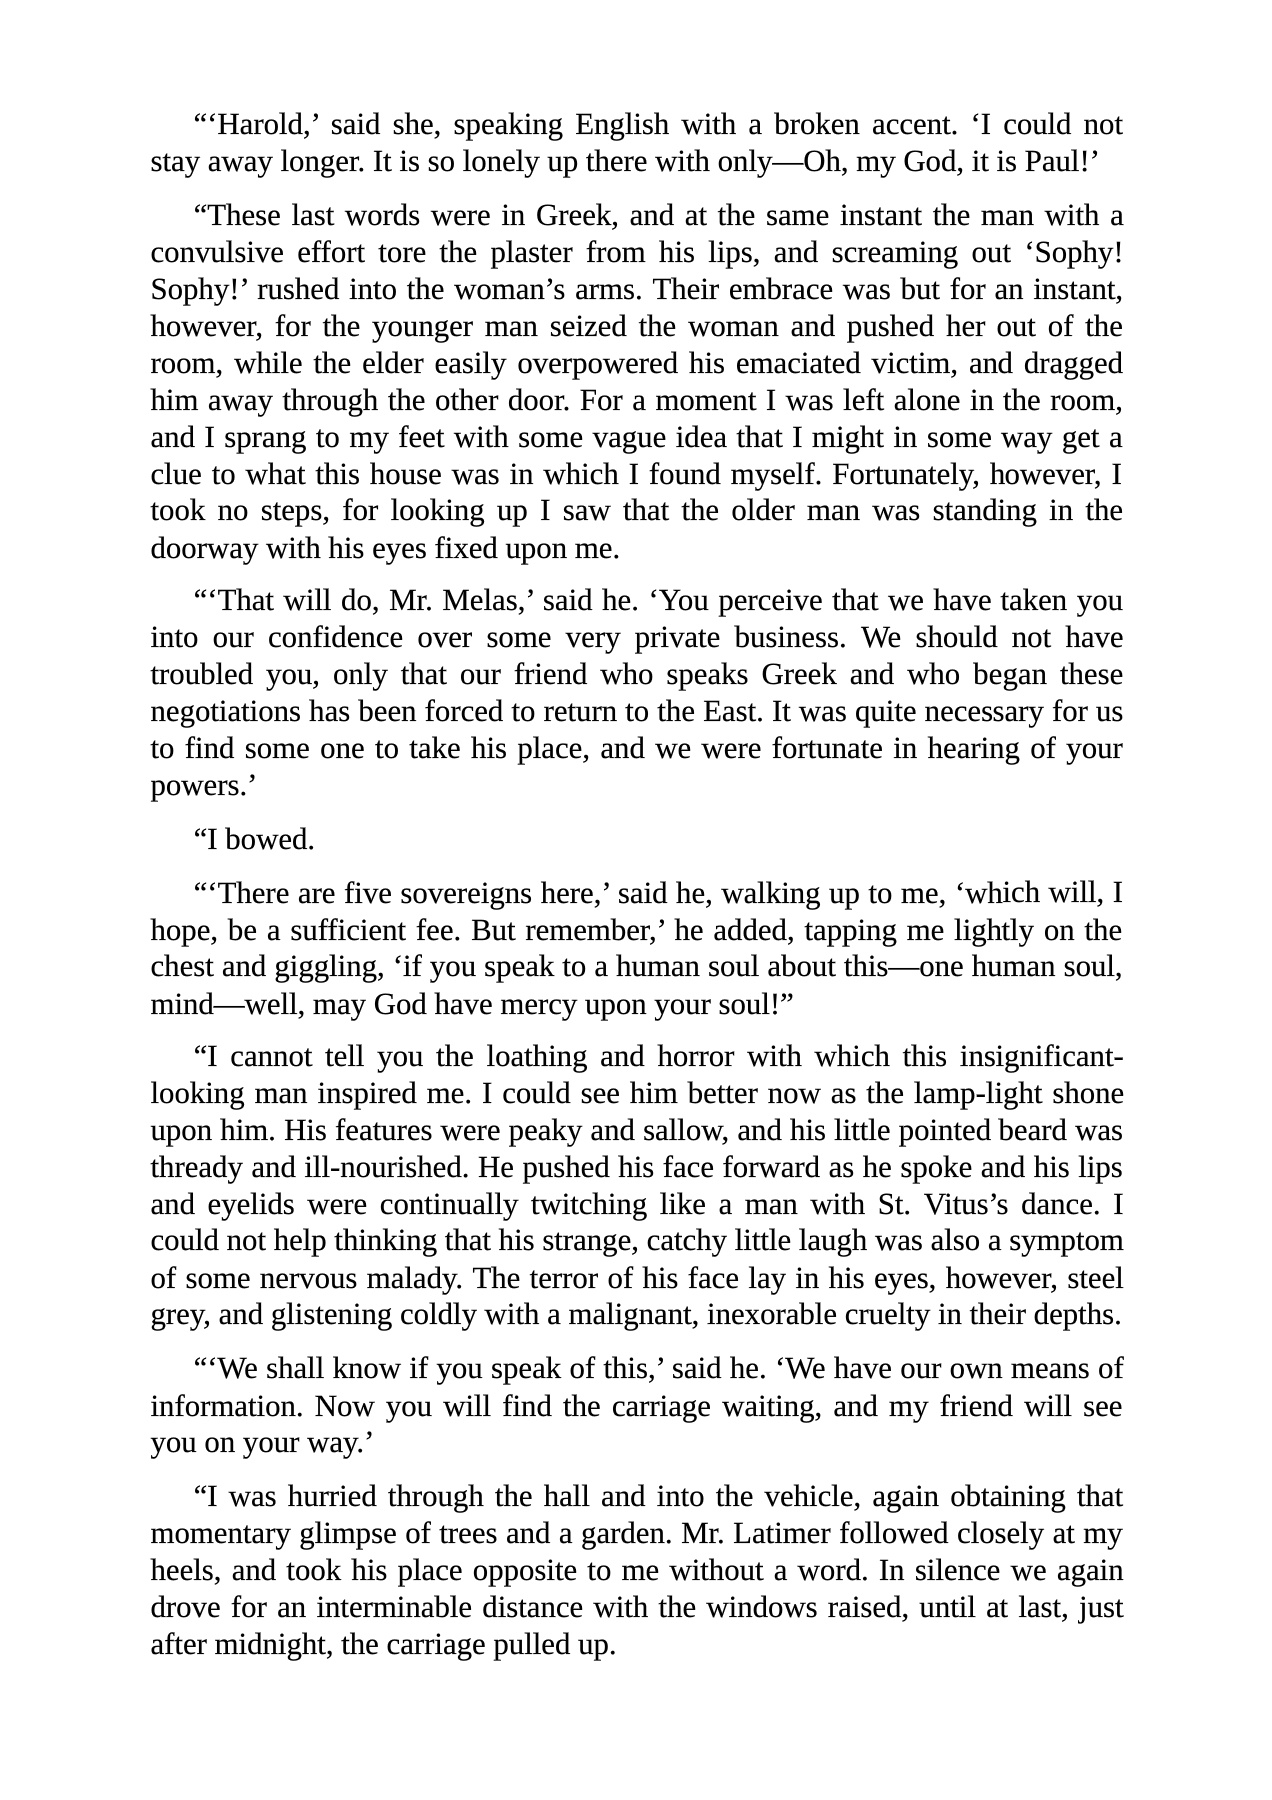 “‘Harold,’ said she, speaking English with a broken accent. ‘I could not
stay away longer. It is so lonely up there with only—Oh, my God, it is Paul!’
“These last words were in Greek, and at the same instant the man with a
convulsive effort tore the plaster from his lips, and screaming out ‘Sophy!
Sophy!’ rushed into the woman’s arms. Their embrace was but for an instant,
however, for the younger man seized the woman and pushed her out of the
room, while the elder easily overpowered his emaciated victim, and dragged
him away through the other door. For a moment I was left alone in the room,
and I sprang to my feet with some vague idea that I might in some way get a
clue to what this house was in which I found myself. Fortunately, however, I
took no steps, for looking up I saw that the older man was standing in the
doorway with his eyes fixed upon me.
“‘That will do, Mr. Melas,’ said he. ‘You perceive that we have taken you
into our confidence over some very private business. We should not have
troubled you, only that our friend who speaks Greek and who began these
negotiations has been forced to return to the East. It was quite necessary for us
to find some one to take his place, and we were fortunate in hearing of your
powers.’
“I bowed.
“‘There are five sovereigns here,’ said he, walking up to me, ‘which will, I
hope, be a sufficient fee. But remember,’ he added, tapping me lightly on the
chest and giggling, ‘if you speak to a human soul about this—one human soul,
mind—well, may God have mercy upon your soul!”
“I cannot tell you the loathing and horror with which this insignificant-
looking man inspired me. I could see him better now as the lamp-light shone
upon him. His features were peaky and sallow, and his little pointed beard was
thready and ill-nourished. He pushed his face forward as he spoke and his lips
and eyelids were continually twitching like a man with St. Vitus’s dance. I
could not help thinking that his strange, catchy little laugh was also a symptom
of some nervous malady. The terror of his face lay in his eyes, however, steel
grey, and glistening coldly with a malignant, inexorable cruelty in their depths.
“‘We shall know if you speak of this,’ said he. ‘We have our own means of
information. Now you will find the carriage waiting, and my friend will see
you on your way.’
“I was hurried through the hall and into the vehicle, again obtaining that
momentary glimpse of trees and a garden. Mr. Latimer followed closely at my
heels, and took his place opposite to me without a word. In silence we again
drove for an interminable distance with the windows raised, until at last, just
after midnight, the carriage pulled up.